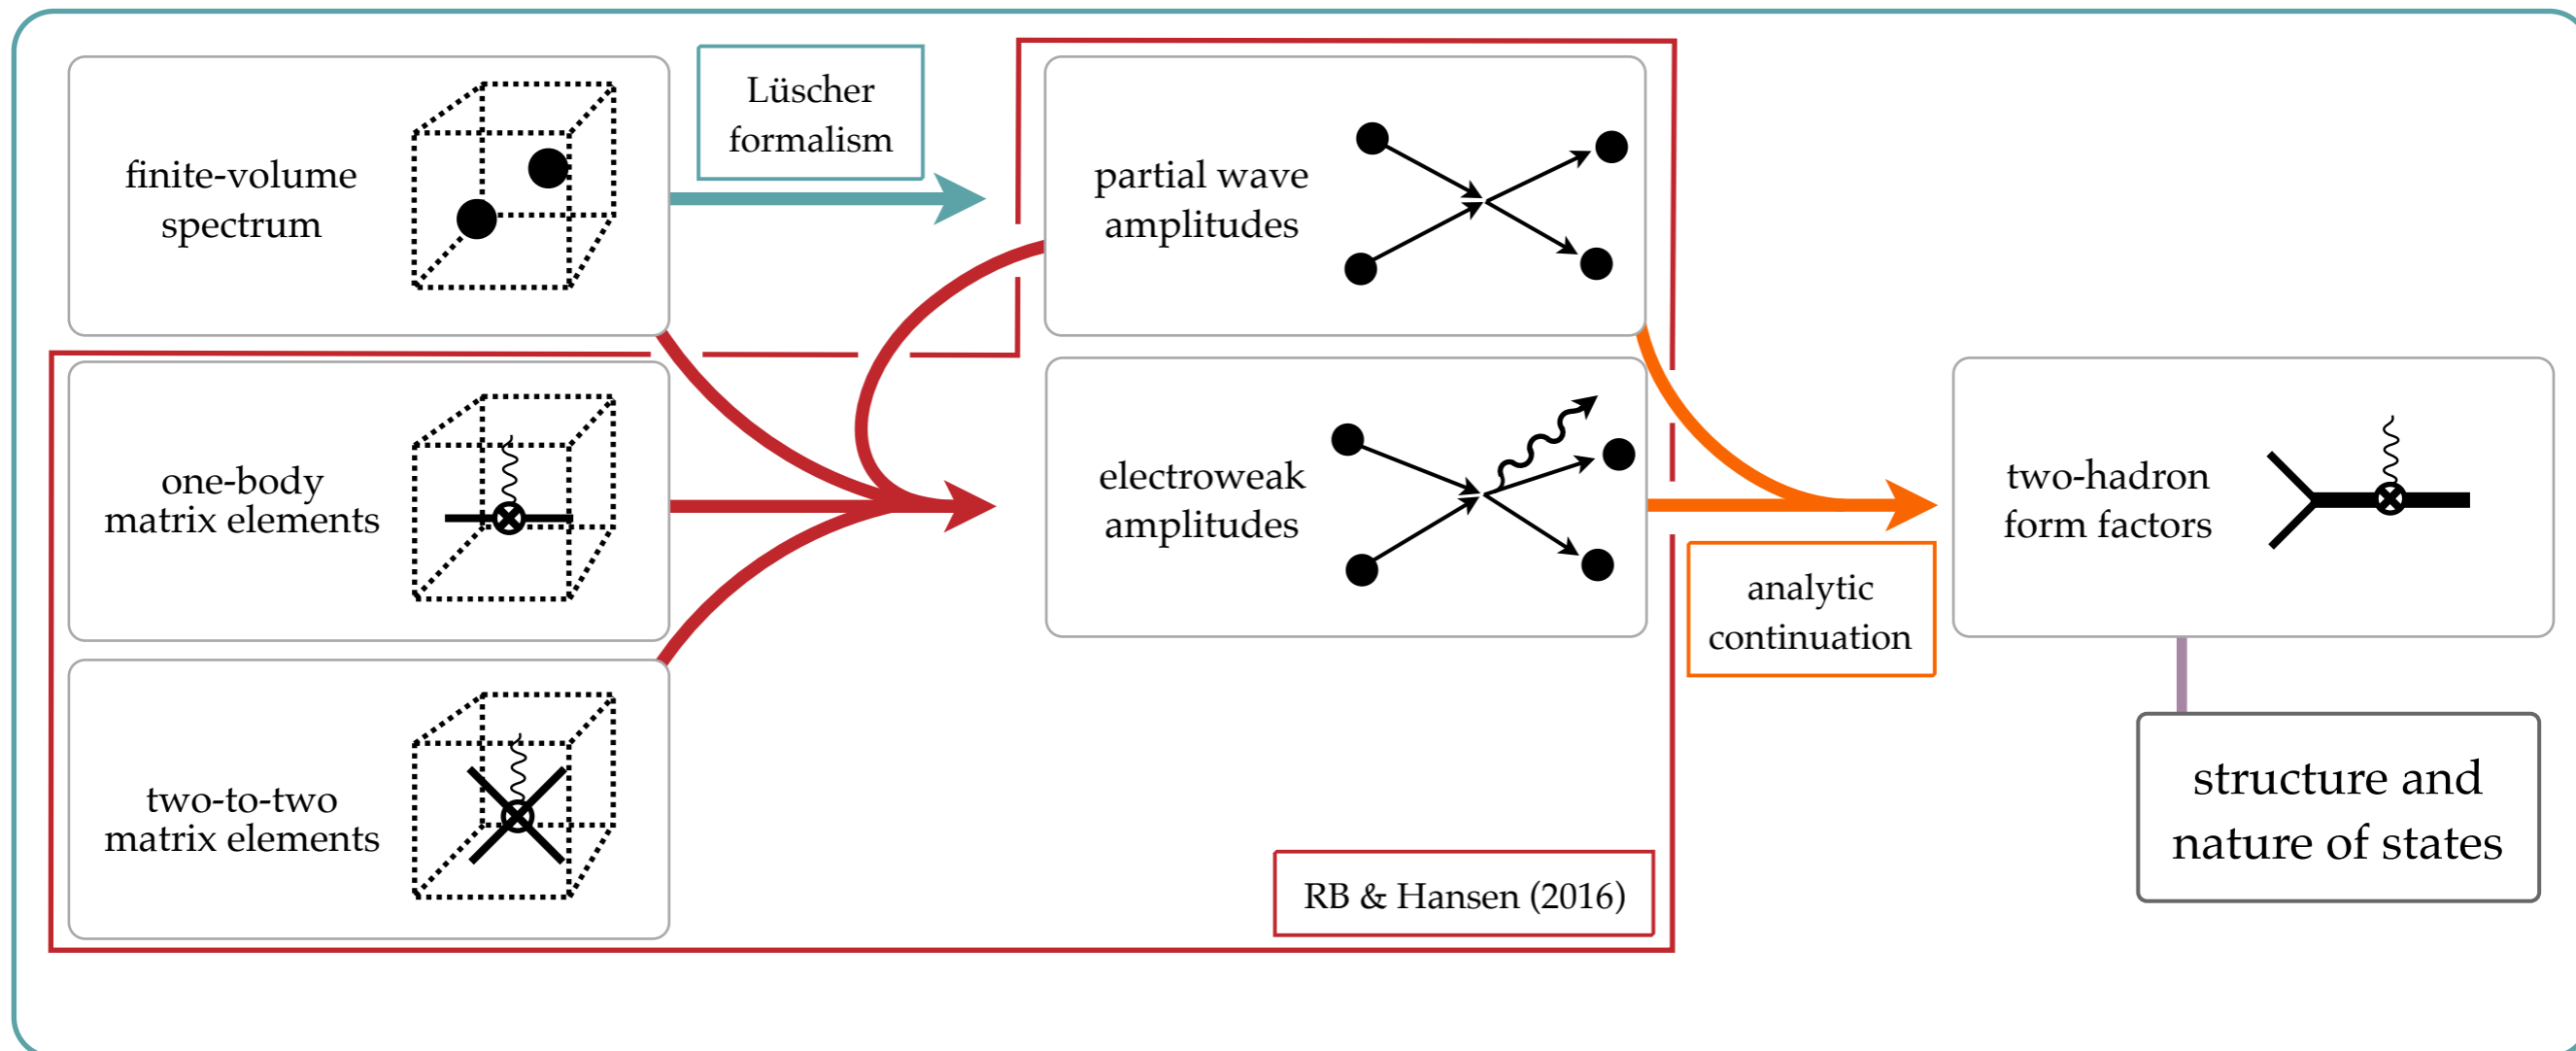 finite-volume
spectrum
Lüscher
formalism
partial wave
amplitudes
one-body
matrix elements
electroweak
amplitudes
two-hadron
form factors
analytic
continuation
two-to-two
matrix elements
RB & Hansen (2016)
structure and
nature of states